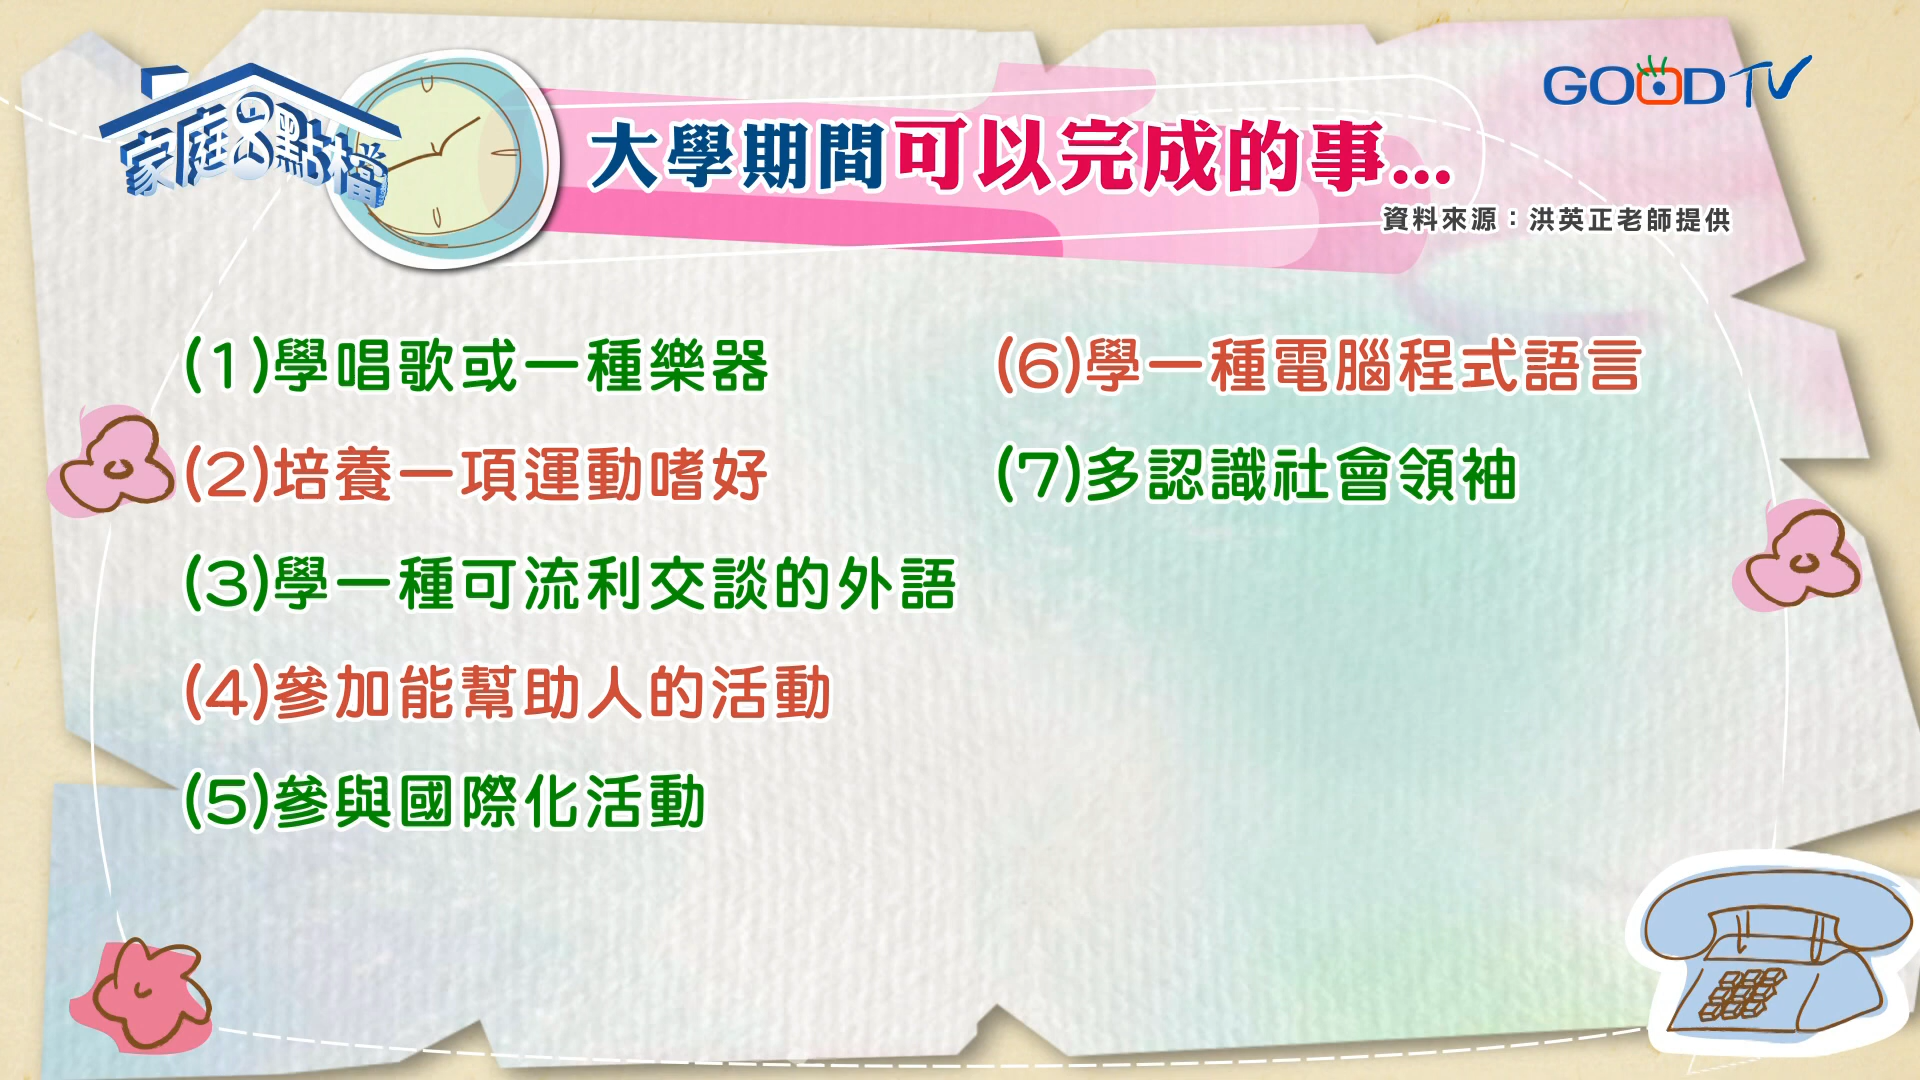 家庭8點檔
GOOD TV
大學期間可以完成的事...
資料來源：洪英正老師提供
(1)學唱歌或一種樂器
(2)培養一項運動嗜好
(3)學一種可流利交談的外語
(4)參加能幫助人的活動
(5)參與國際化活動
(6)學一種電腦程式語言
(7)多認識社會領袖